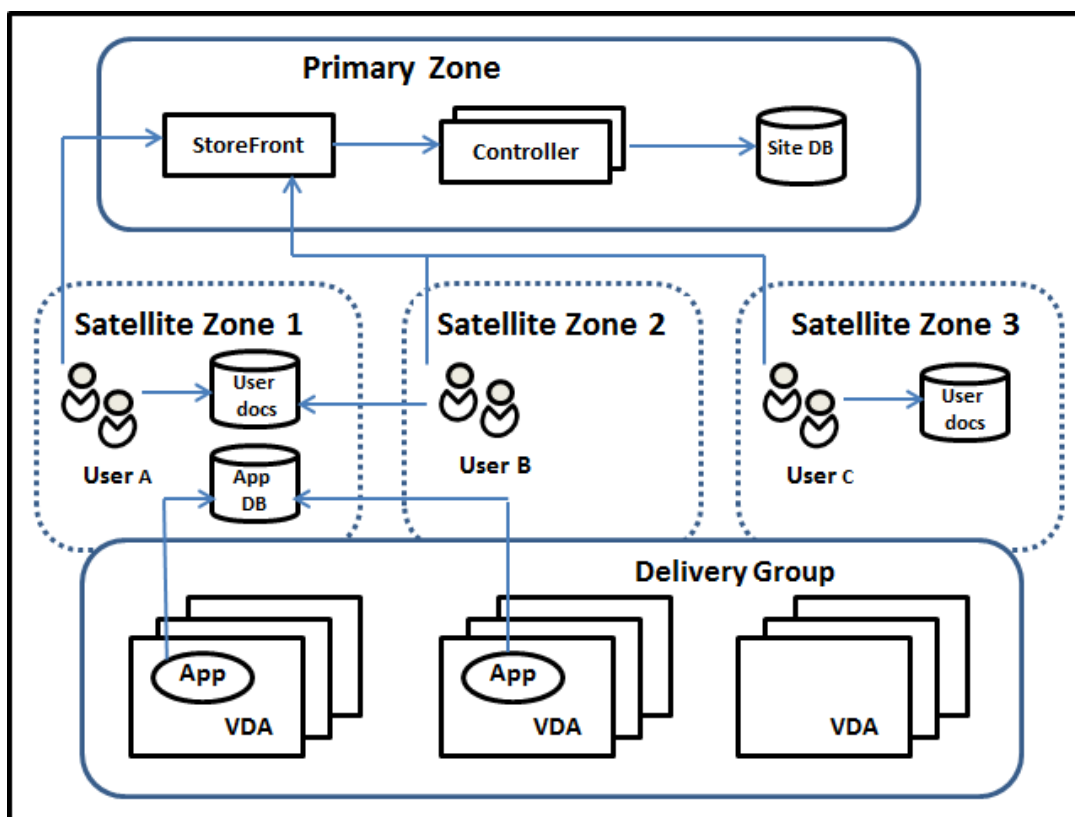 Primary Zone
StoreFront
Controller
Site DB
Satellite Zone 1
Satellite Zone 2
Satellite Zone 3
User
docs
User A
App
DB
User B
User
docs
User C
Delivery Group
App
VDA
App
VDA
VDA